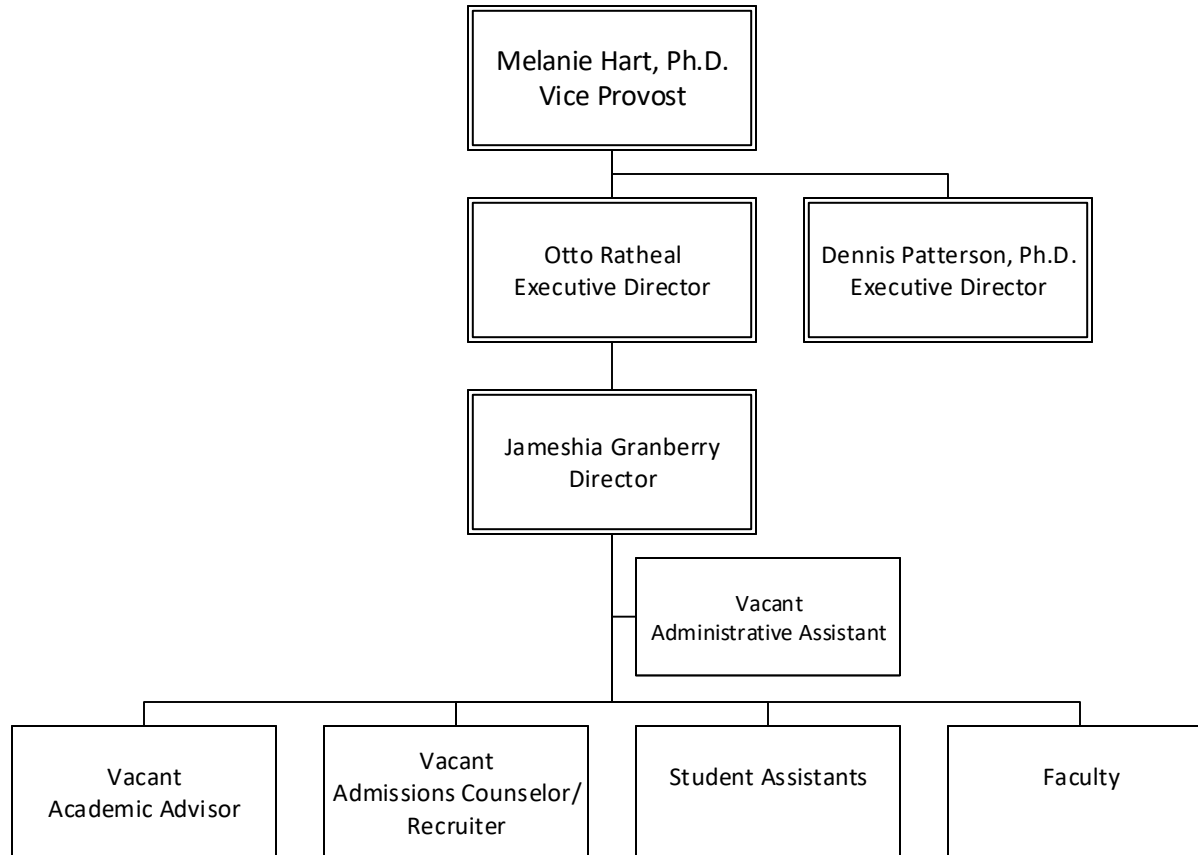 Melanie Hart, Ph.D.
Vice Provost
Otto Ratheal
Executive Director
Dennis Patterson, Ph.D.
Executive Director
Jameshia Granberry
Director
Vacant
Administrative Assistant
Vacant
Academic Advisor
Vacant
Admissions Counselor/
Recruiter
Student Assistants
Faculty